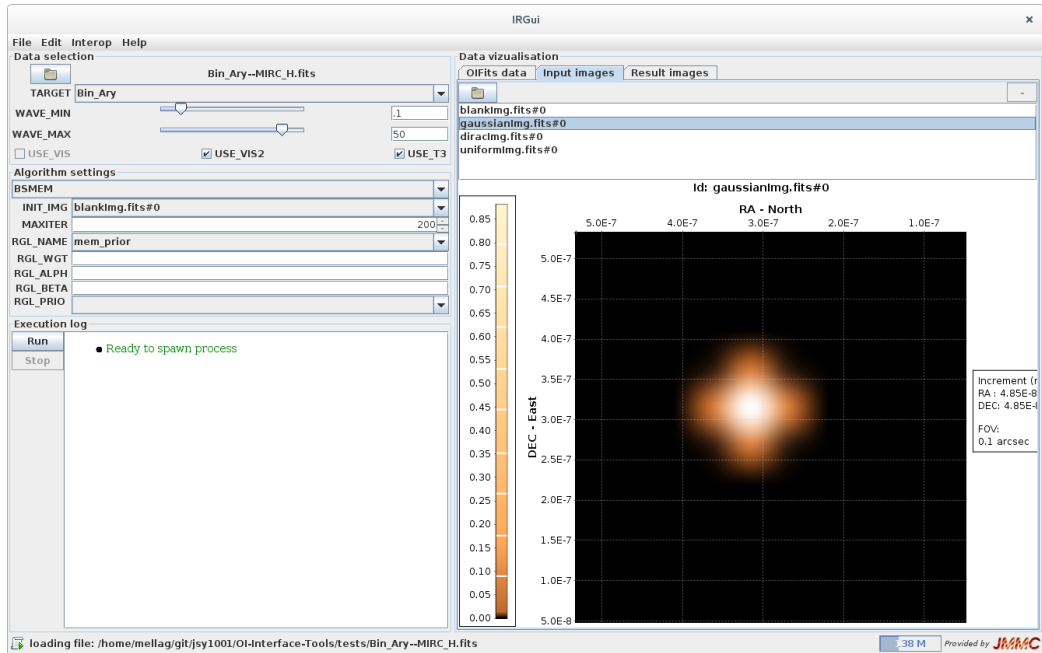 IRGui
×
File Edit Interop Help
Data selection
Bin_Ary--MIRC_H.fits
TARGET Bin_Ary
WAVE_MIN .1
WAVE_MAX 50
USE_VIS USE_VIS2 USE_T3
Algorithm settings
BSMEM
INIT_IMG blankImg.fits#0
MAXITER 200
RGL_NAME mem_prior
RGL_WGT
RGL_ALPH
RGL_BETA
RGL_PRIO
Execution log
Run
Stop
● Ready to spawn process
Data vizualisation
OIFits data Input images Result images
-
blankImg.fits#0
gaussianImg.fits#0
diracImg.fits#0
uniformImg.fits#0
Id: gaussianImg.fits#0
RA - North
5.0E-7 4.0E-7 3.0E-7 2.0E-7 1.0E-7
0.85
0.80
0.75
0.70
0.65
0.60
0.55
0.50
0.45
0.40
0.35
0.30
0.25
0.20
0.15
0.10
0.05
0.00
DEC - East
5.0E-7
4.5E-7
4.0E-7
3.5E-7
3.0E-7
2.5E-7
2.0E-7
1.5E-7
1.0E-7
5.0E-8
Increment (r
RA : 4.85E-8
DEC: 4.85E-8
FOV:
0.1 arcsec
loading file: /home/mellag/git/jsy1001/OI-Interface-Tools/tests/Bin_Ary--MIRC_H.fits
38 M Provided by JMMC